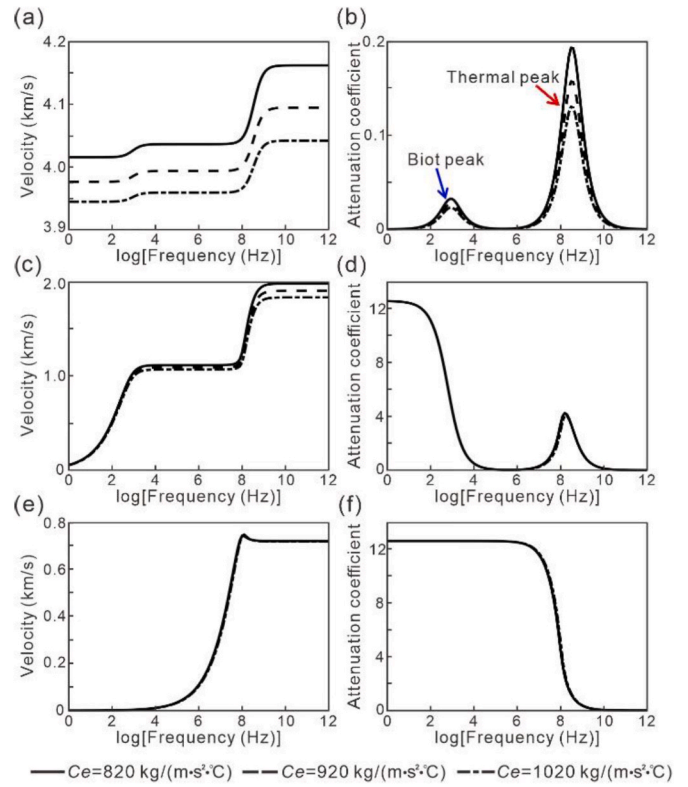 (a)
4.2
4.1
4.0
3.9
Velocity (km/s)
0 2 4 6 8 10 12
log[Frequency (Hz)]
(b)
0.2
0.1
0
Attenuation coefficient
Thermal peak
Biot peak
0 2 4 6 8 10 12
log[Frequency (Hz)]
(c)
2.0
1.0
0
Velocity (km/s)
0 2 4 6 8 10 12
log[Frequency (Hz)]
(d)
12
8
4
0
Attenuation coefficient
0 2 4 6 8 10 12
log[Frequency (Hz)]
(e)
0.8
0.6
0.4
0.2
0
Velocity (km/s)
0 2 4 6 8 10 12
log[Frequency (Hz)]
(f)
12
8
4
0
Attenuation coefficient
0 2 4 6 8 10 12
log[Frequency (Hz)]
Ce=820 kg/(m·s²·℃) Ce=920 kg/(m·s²·℃) Ce=1020 kg/(m·s²·℃)